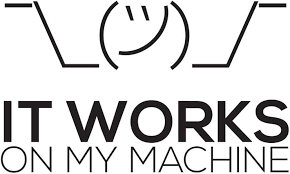 ¯\_(ツ)_/¯
IT WORKS
ON MY MACHINE